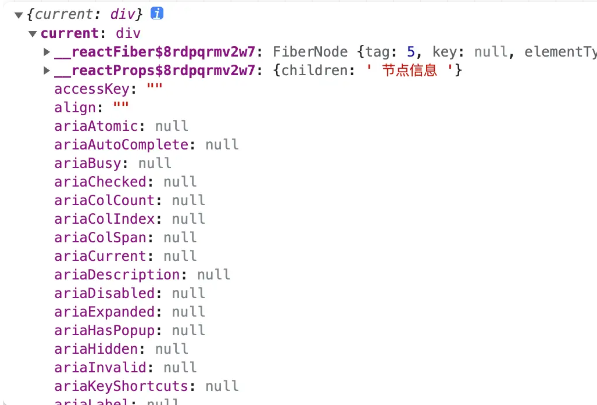 {current: div} i
current: div
__reactFiber$8rdpqrmv2w7: FiberNode {tag: 5, key: null, elementTy
__reactProps$8rdpqrmv2w7: {children: ' 节点信息 '}
accessKey: ""
align: ""
ariaAtomic: null
ariaAutoComplete: null
ariaBusy: null
ariaChecked: null
ariaColCount: null
ariaColIndex: null
ariaColSpan: null
ariaCurrent: null
ariaDescription: null
ariaDisabled: null
ariaExpanded: null
ariaHasPopup: null
ariaHidden: null
ariaInvalid: null
ariaKeyShortcuts: null
ariaLabel: null